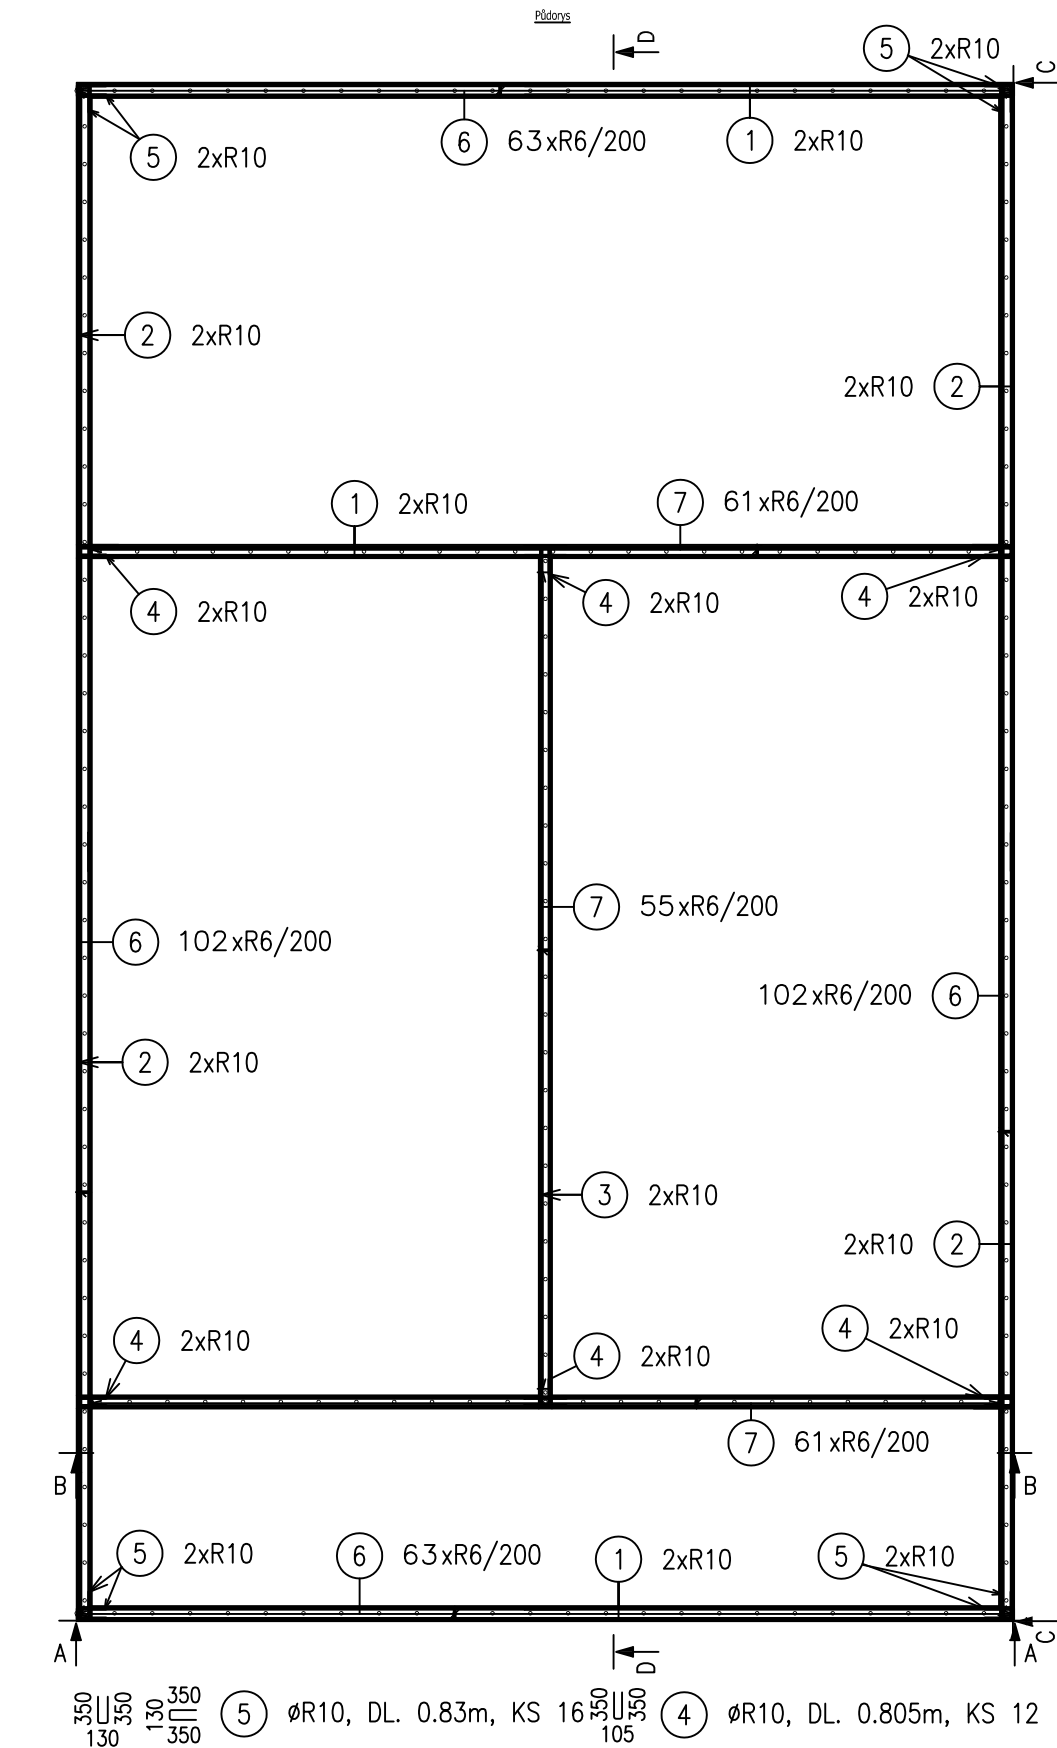 Půdorys
D
5 2xR10
C
5 2xR10
6 63xR6/200
1 2xR10
2 2xR10
2xR10 2
1 2xR10
7 61xR6/200
4 2xR10
4 2xR10
4 2xR10
7 55xR6/200
6 102xR6/200
102xR6/200 6
2 2xR10
3 2xR10
2xR10 2
4 2xR10
4 2xR10
4 2xR10
7 61xR6/200
B
B
5 2xR10
6 63xR6/200
1 2xR10
5 2xR10
A
D
A
C
350 350 130
130 350 350
5 øR10, DL. 0.83m, KS 16
350 350 105
4 øR10, DL. 0.805m, KS 12